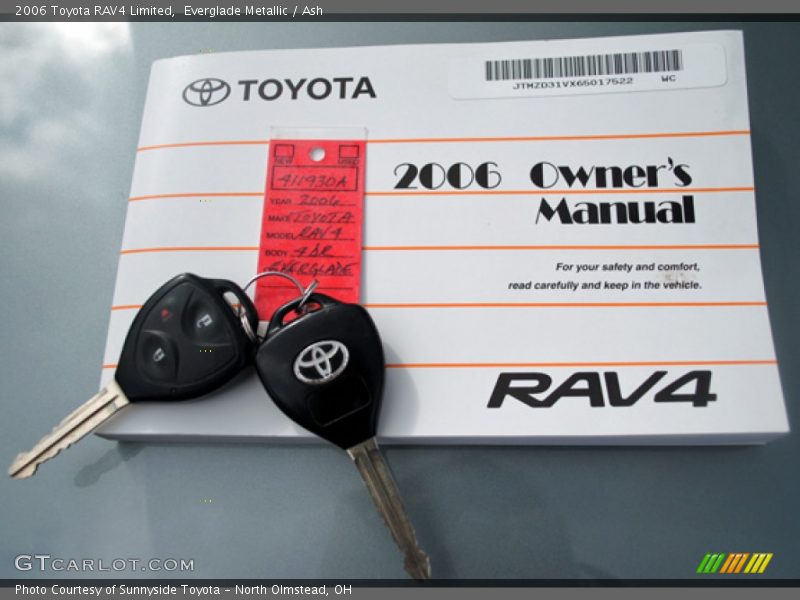 2006 Toyota RAV4 Limited, Everglade Metallic / Ash
TOYOTA
JTMZD31VX65017522 WC
NEW USED
411930A
YEAR 2006
MAKE TOYOTA
MODEL RAV4
BODY 4DR
EVERGLADE
2006 Owner's
Manual
For your safety and comfort,
read carefully and keep in the vehicle.
RAV4
GTCARLOT.COM
Photo Courtesy of Sunnyside Toyota – North Olmstead, OH